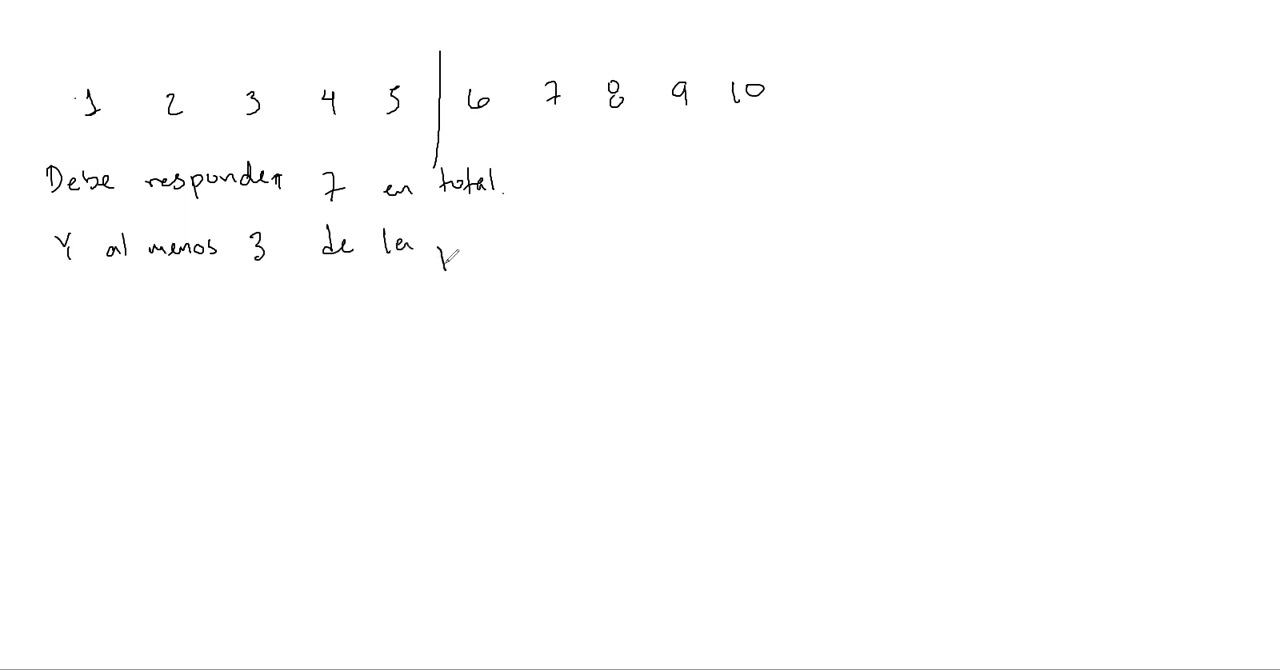 1 2 3 4 5 | 6 7 8 9 10
Debe responder 7 en total.
Y al menos 3 de la